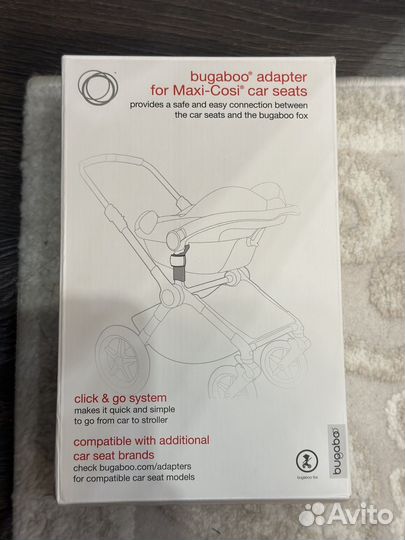 bugaboo® adapter
for Maxi-Cosi® car seats
provides a safe and easy connection between
the car seats and the bugaboo fox
click & go system
makes it quick and simple
to go from car to stroller
compatible with additional
car seat brands
check bugaboo.com/adapters
for compatible car seat models
bugaboo fox
bugaboo
Avito